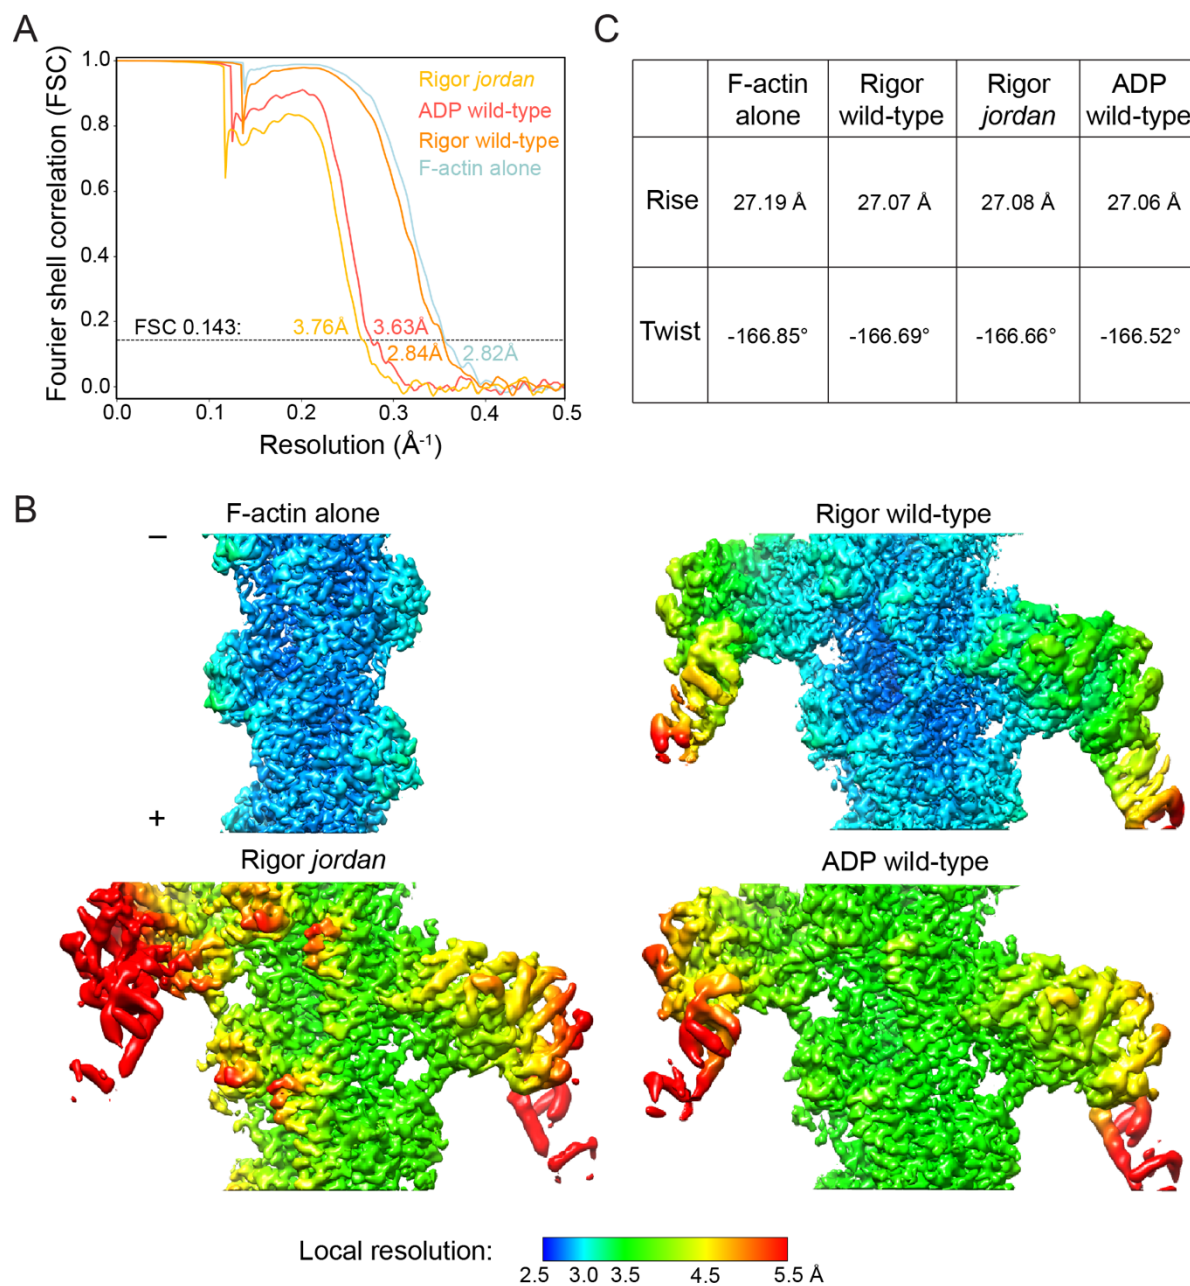 A
Fourier shell correlation (FSC)
1.0
0.8
0.6
0.4
0.2
0.0
Rigor jordan
ADP wild-type
Rigor wild-type
F-actin alone
FSC 0.143:
3.76Å
3.63Å
2.84Å
2.82Å
0.0 0.1 0.2 0.3 0.4 0.5
Resolution (Å⁻¹)
C
F-actin alone Rigor wild-type Rigor jordan ADP wild-type
Rise 27.19 Å 27.07 Å 27.08 Å 27.06 Å
Twist -166.85° -166.69° -166.66° -166.52°
B
F-actin alone
Rigor wild-type
–
+
Rigor jordan
ADP wild-type
Local resolution:
2.5 3.0 3.5 4.5 5.5 Å